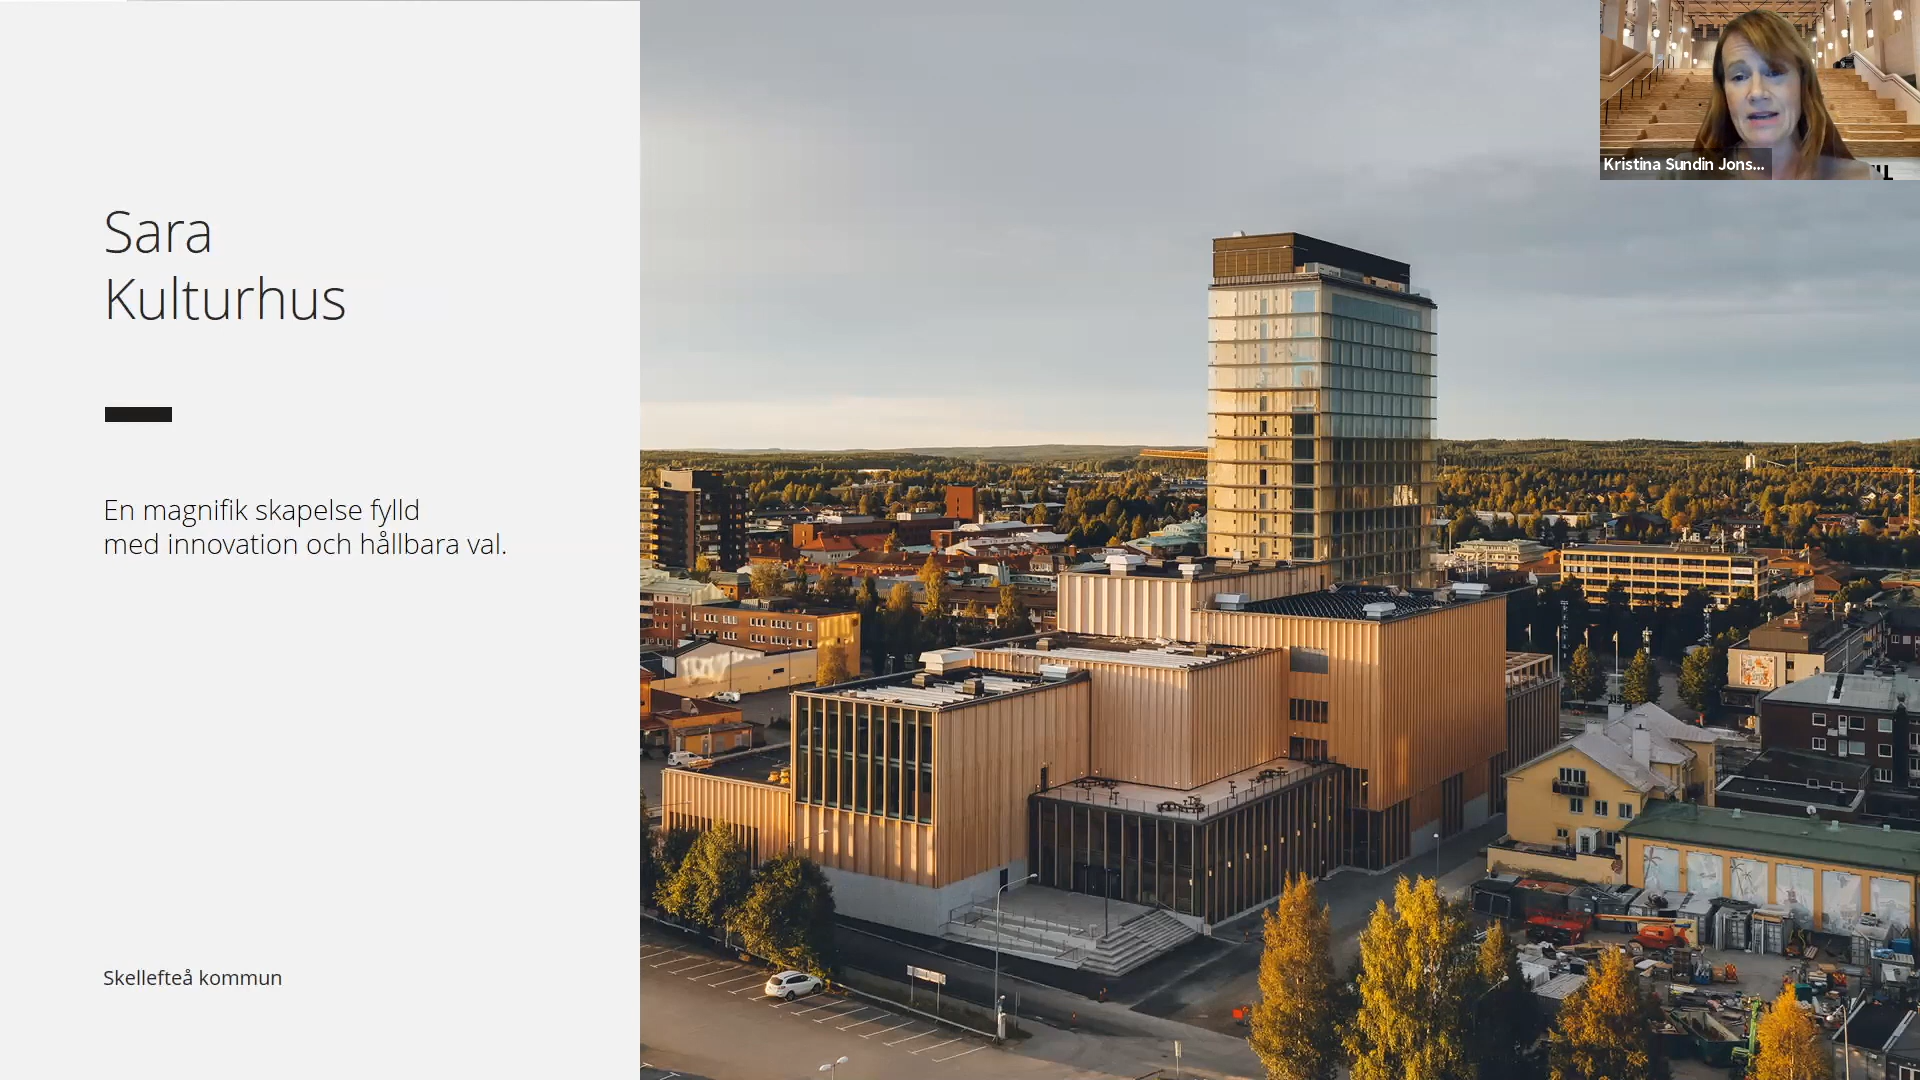 Sara
Kulturhus
En magnifik skapelse fylld
med innovation och hållbara val.
Skellefteå kommun
Kristina Sundin Jons...